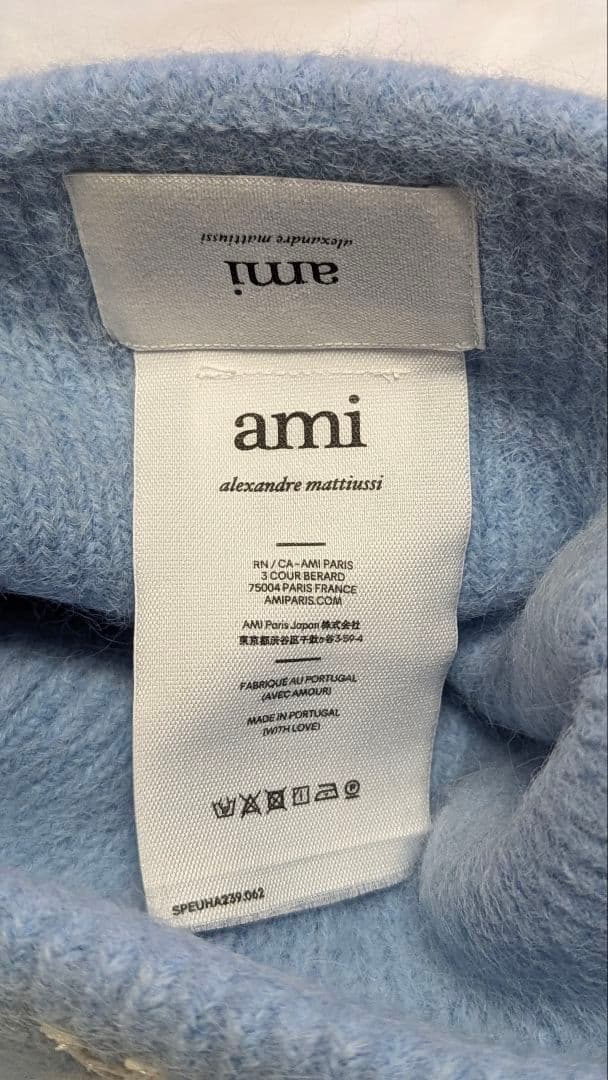 alexandre mattiussi
ami
ami
alexandre mattiussi
RN / CA-AMI PARIS
3 COUR BERARD
75004 PARIS FRANCE
AMIPARIS.COM
AMI Paris Japan 株式会社
東京都渋谷区千駄ヶ谷3-59-4
FABRIQUE AU PORTUGAL
(AVEC AMOUR)
MADE IN PORTUGAL
(WITH LOVE)
SPEUHA239.062